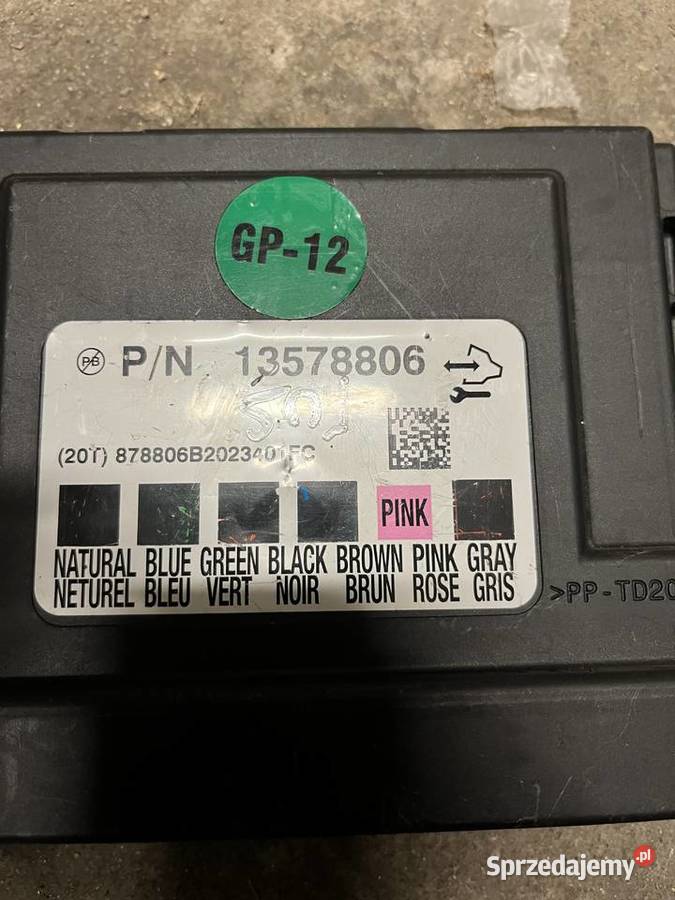 GP-12
PB P/N 13578806
(20T) 878806B2023401FC
PINK
NATURAL BLUE GREEN BLACK BROWN PINK GRAY
NETUREL BLEU VERT NOIR BRUN ROSE GRIS
>PP-TD20
Sprzedajemy.pl